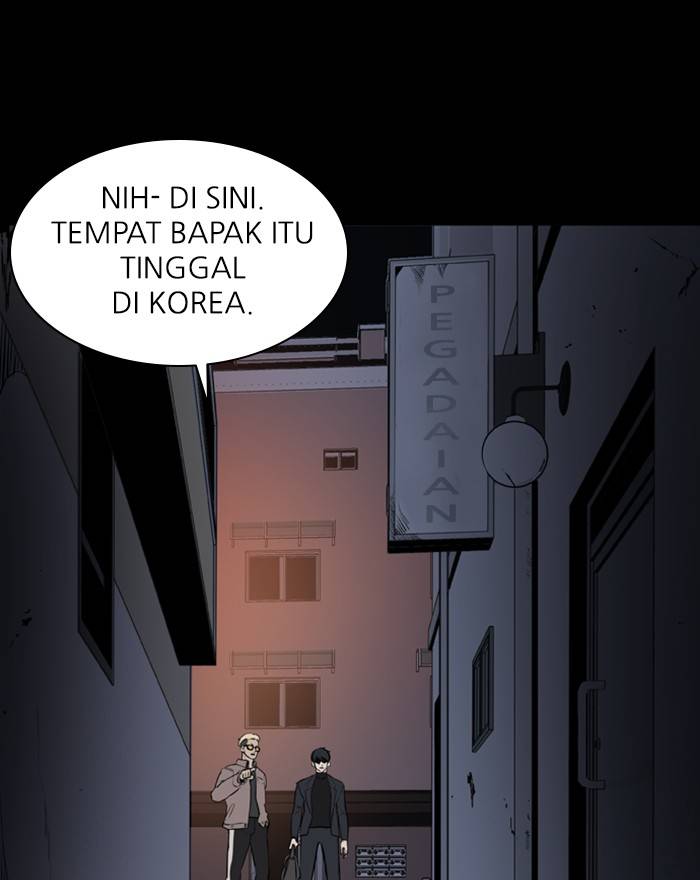 NIH- DI SINI.
TEMPAT BAPAK ITU
TINGGAL
DI KOREA.
PEGADAIAN